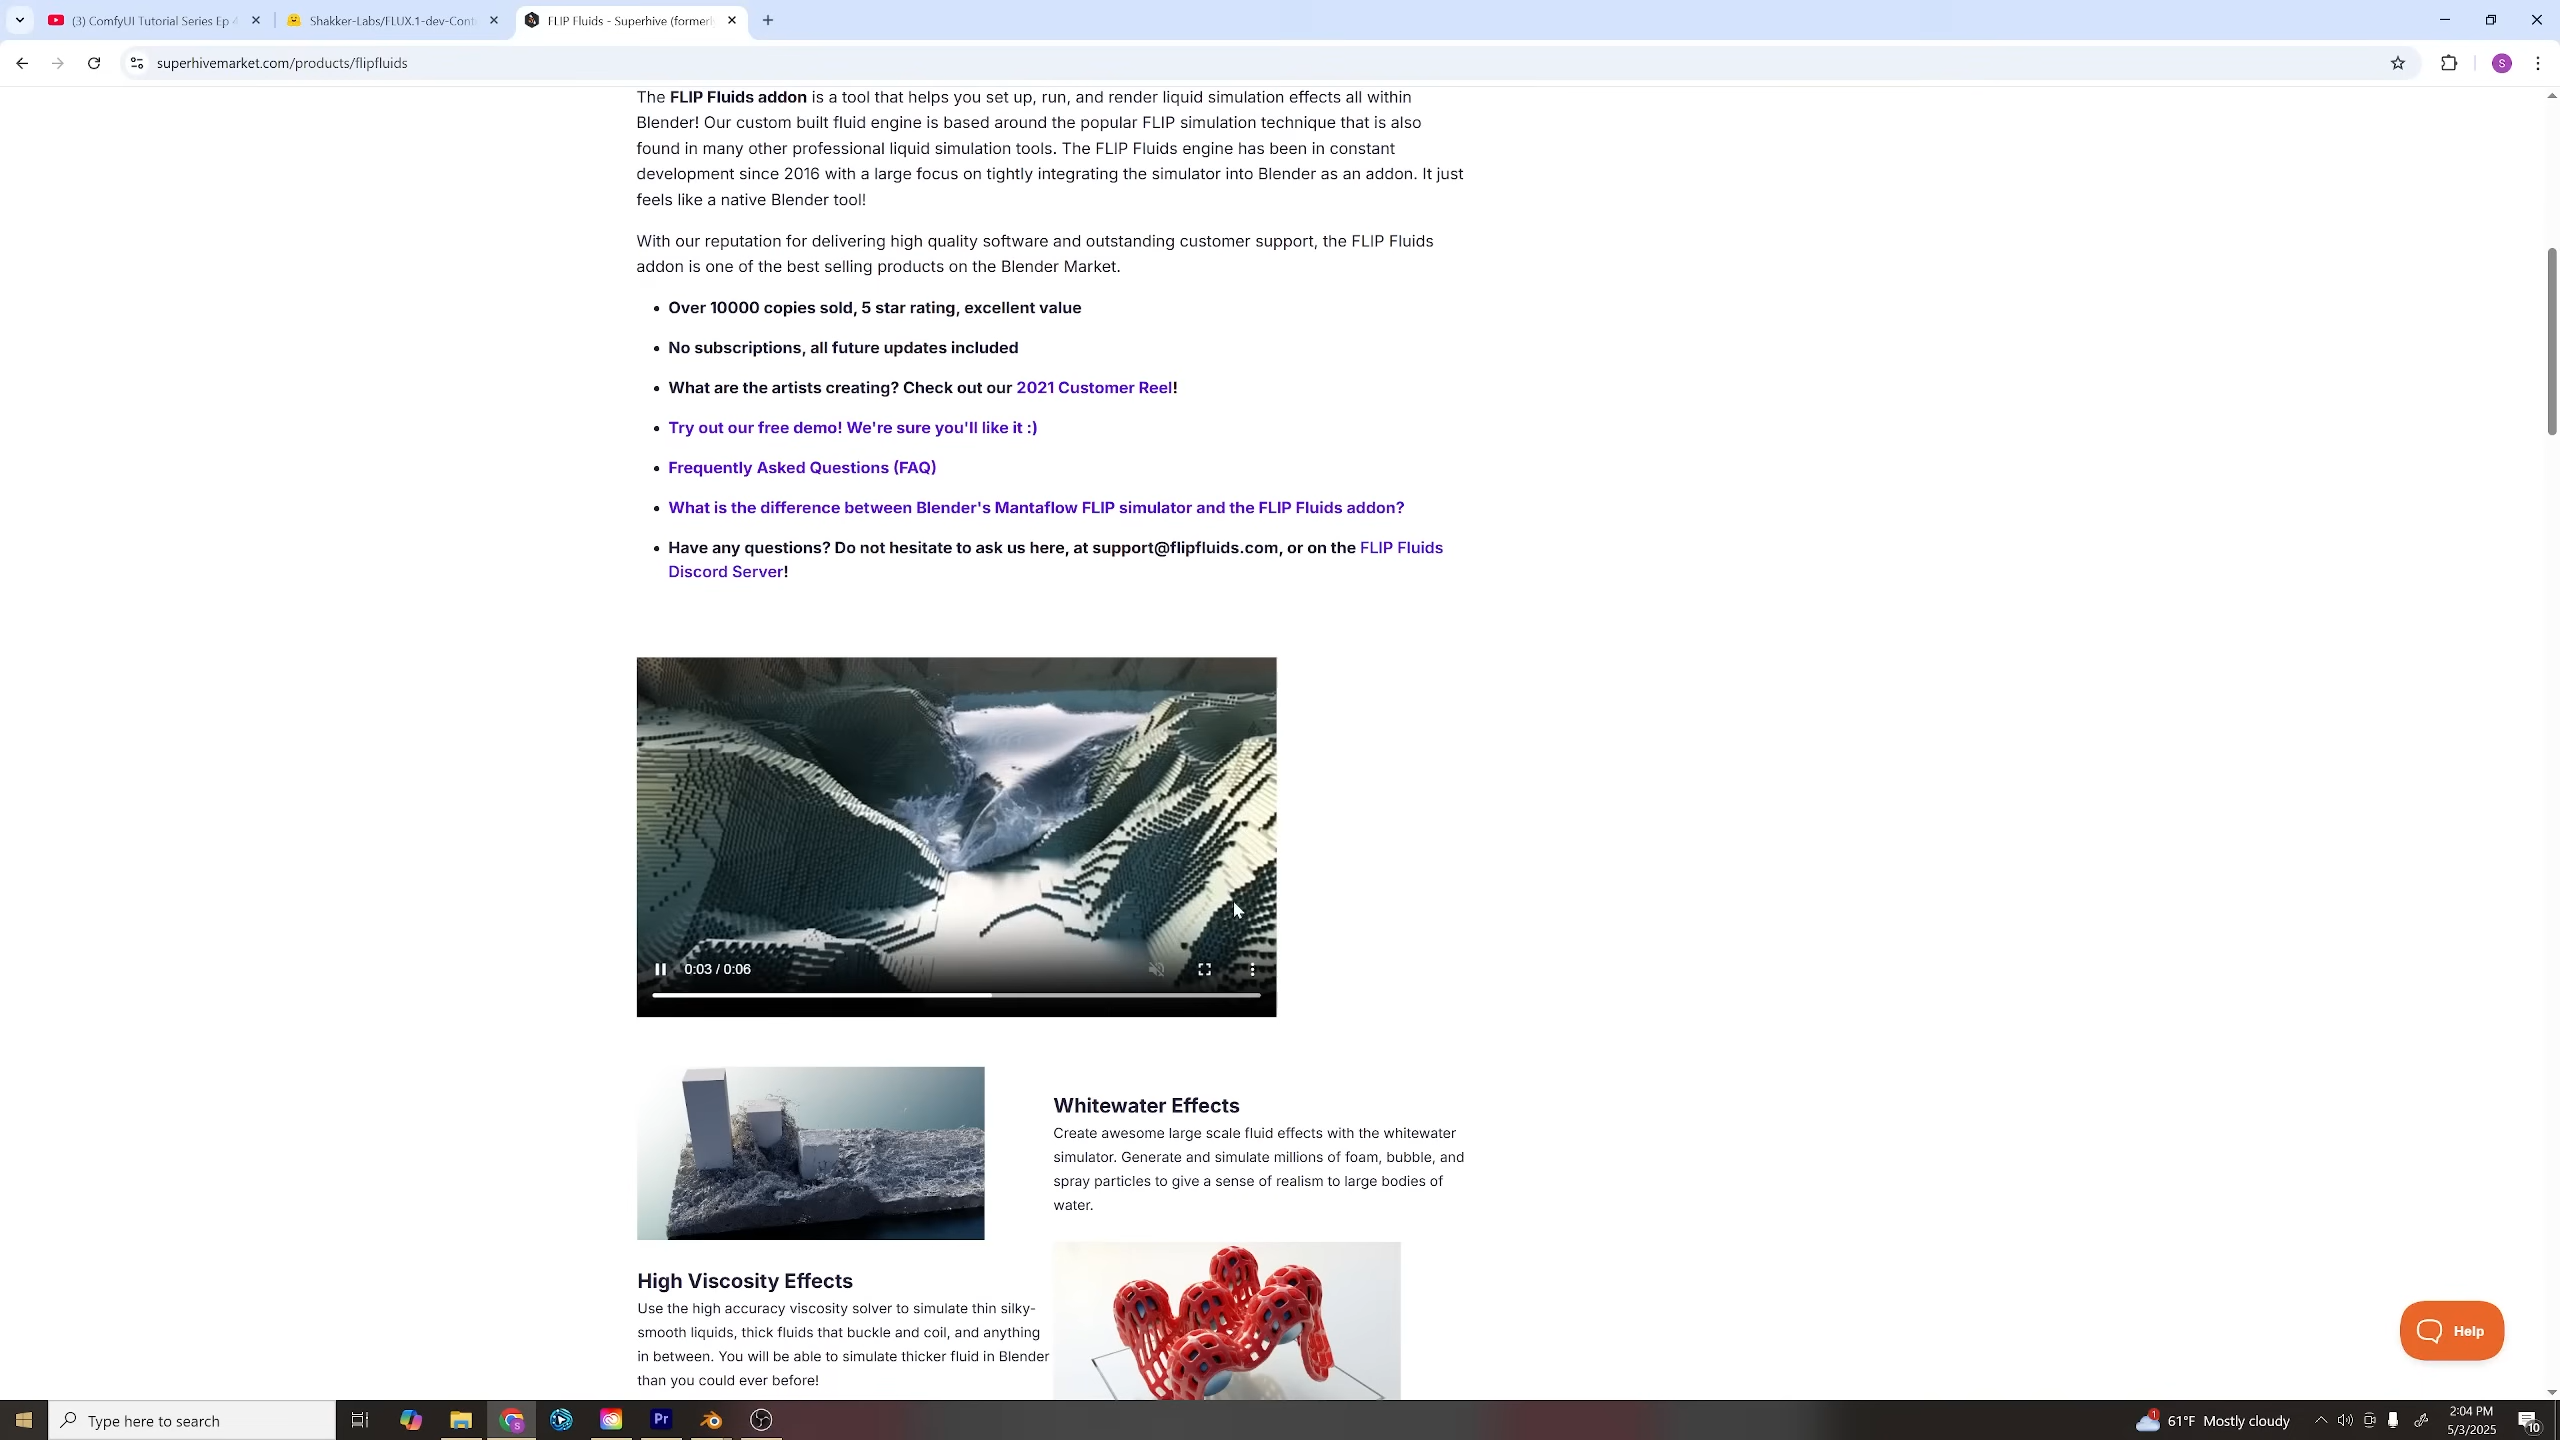 (3) ComfyUI Tutorial Series Ep 4
Shakker-Labs/FLUX.1-dev-Cont
FLIP Fluids - Superhive (formerl
superhivemarket.com/products/flipfluids
S
The FLIP Fluids addon is a tool that helps you set up, run, and render liquid simulation effects all within
Blender! Our custom built fluid engine is based around the popular FLIP simulation technique that is also
found in many other professional liquid simulation tools. The FLIP Fluids engine has been in constant
development since 2016 with a large focus on tightly integrating the simulator into Blender as an addon. It just
feels like a native Blender tool!
With our reputation for delivering high quality software and outstanding customer support, the FLIP Fluids
addon is one of the best selling products on the Blender Market.
• Over 10000 copies sold, 5 star rating, excellent value
• No subscriptions, all future updates included
• What are the artists creating? Check out our 2021 Customer Reel!
• Try out our free demo! We're sure you'll like it :)
• Frequently Asked Questions (FAQ)
• What is the difference between Blender's Mantaflow FLIP simulator and the FLIP Fluids addon?
• Have any questions? Do not hesitate to ask us here, at support@flipfluids.com, or on the FLIP Fluids
Discord Server!
0:03 / 0:06
Whitewater Effects
Create awesome large scale fluid effects with the whitewater
simulator. Generate and simulate millions of foam, bubble, and
spray particles to give a sense of realism to large bodies of
water.
High Viscosity Effects
Use the high accuracy viscosity solver to simulate thin silky-
smooth liquids, thick fluids that buckle and coil, and anything
in between. You will be able to simulate thicker fluid in Blender
than you could ever before!
Help
Type here to search
Pr
1
61°F Mostly cloudy
2:04 PM
5/3/2025
10